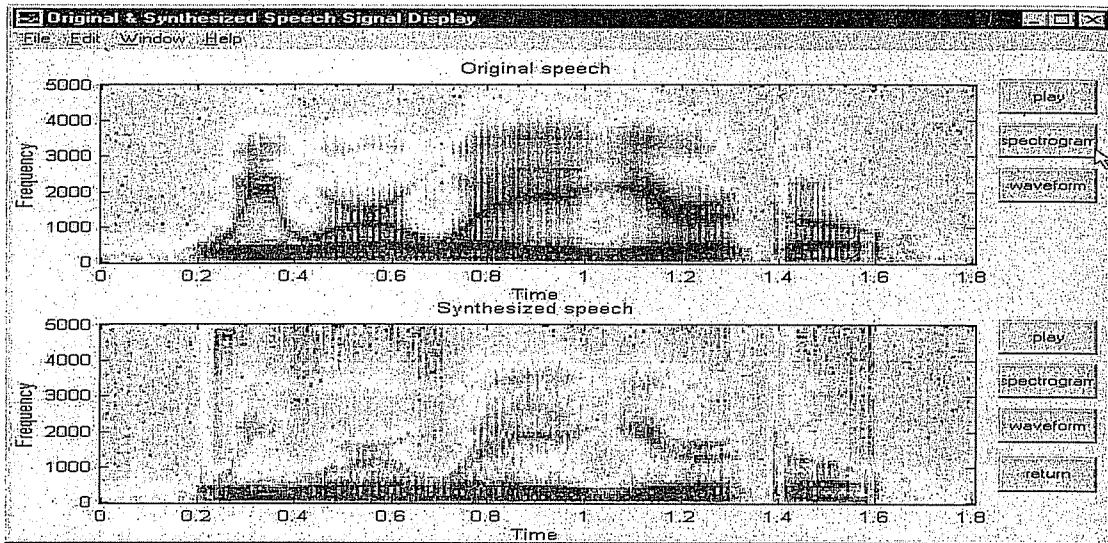 Original & Synthesized Speech Signal Display
File Edit Window Help
Original speech
Frequency
5000
4000
3000
2000
1000
0
0 0.2 0.4 0.6 0.8 1 1.2 1.4 1.6 1.8
Time
play
spectrogram
waveform
Synthesized speech
Frequency
5000
4000
3000
2000
1000
0
0 0.2 0.4 0.6 0.8 1 1.2 1.4 1.6 1.8
Time
play
spectrogram
waveform
return